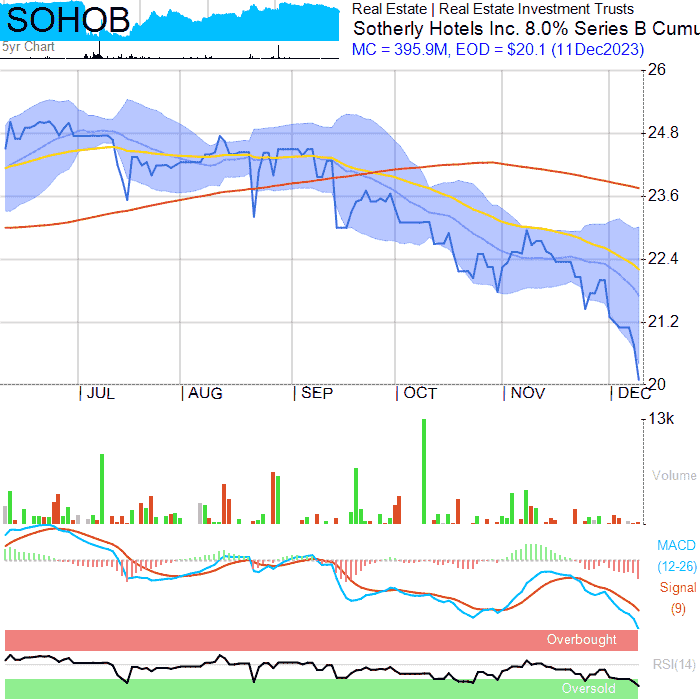 SOHOB
5yr Chart
Real Estate | Real Estate Investment Trusts
Sotherly Hotels Inc. 8.0% Series B Cumu
MC = 395.9M, EOD = $20.1 (11Dec2023)
26
24.8
23.6
22.4
21.2
20
JUL AUG SEP OCT NOV DEC
13k
Volume
MACD
(12-26)
Signal
(9)
Overbought
RSI(14)
Oversold